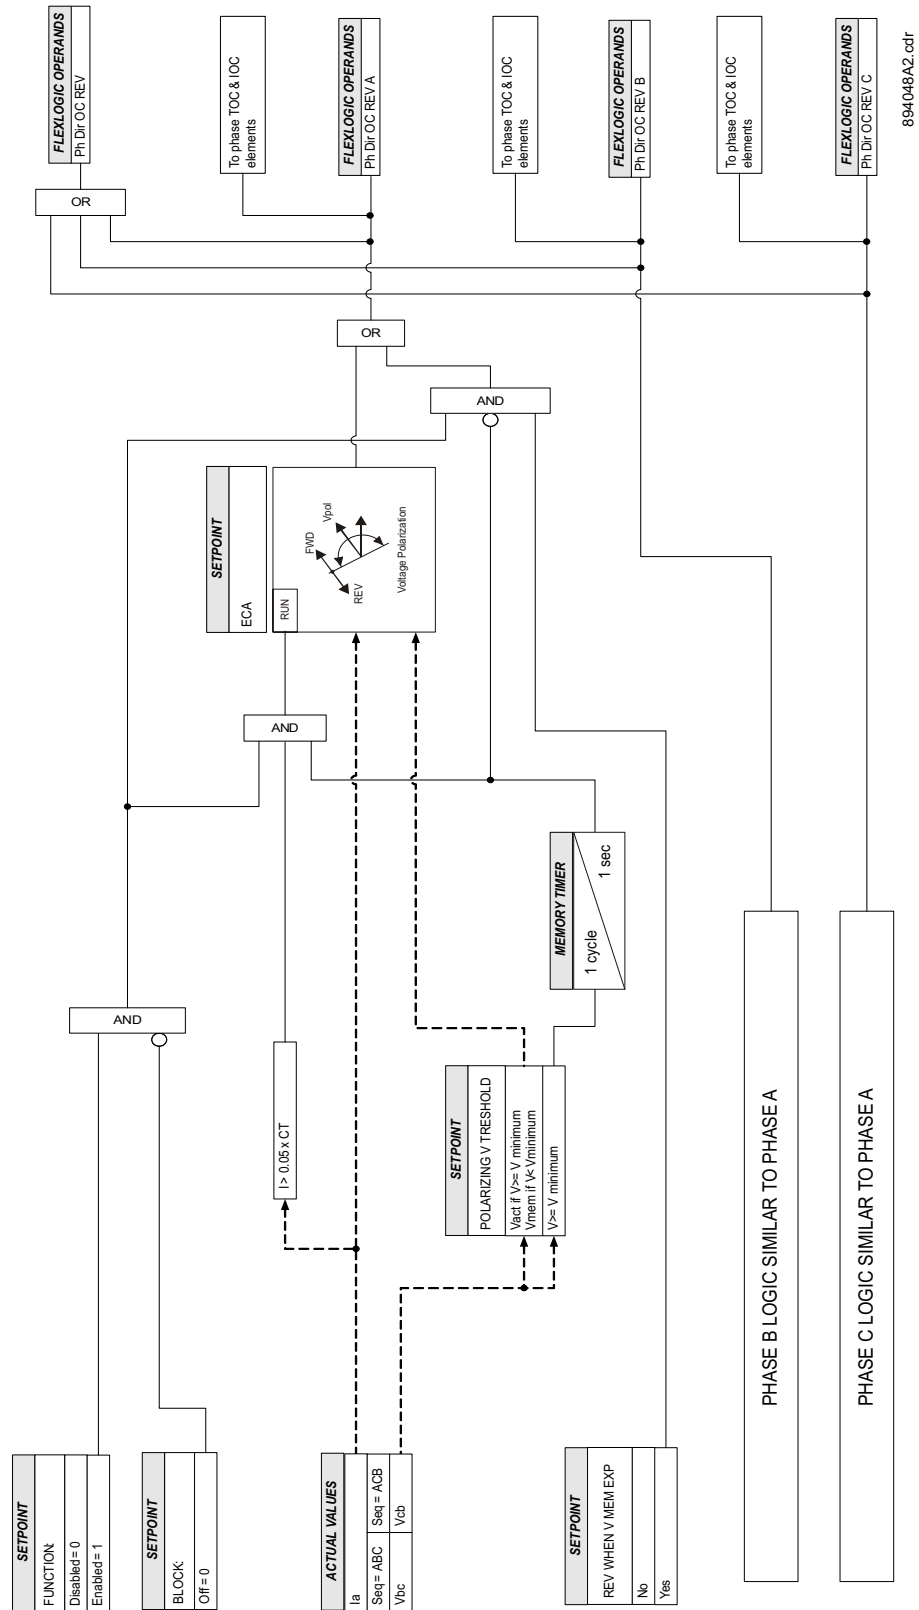 SETPOINT
FUNCTION:
Disabled = 0
Enabled = 1
SETPOINT
BLOCK:
Off = 0
ACTUAL VALUES
Ia
Seq = ABC Seq = ACB
Vbc Vcb
SETPOINT
REV WHEN V MEM EXP
No
Yes
AND
I > 0.05 x CT
SETPOINT
POLARIZING V TRESHOLD
Vact if V>= V minimum
Vmem if V< Vminimum
V>= V minimum
MEMORY TIMER
1 cycle
1 sec
AND
SETPOINT
ECA
RUN
FWD
Vpol
REV
Voltage Polarization
AND
OR
OR
FLEXLOGIC OPERANDS
Ph Dir OC REV
To phase TOC & IOC
elements
FLEXLOGIC OPERANDS
Ph Dir OC REV A
To phase TOC & IOC
elements
FLEXLOGIC OPERANDS
Ph Dir OC REV B
To phase TOC & IOC
elements
FLEXLOGIC OPERANDS
Ph Dir OC REV C
PHASE B LOGIC SIMILAR TO PHASE A
PHASE C LOGIC SIMILAR TO PHASE A
894048A2.cdr